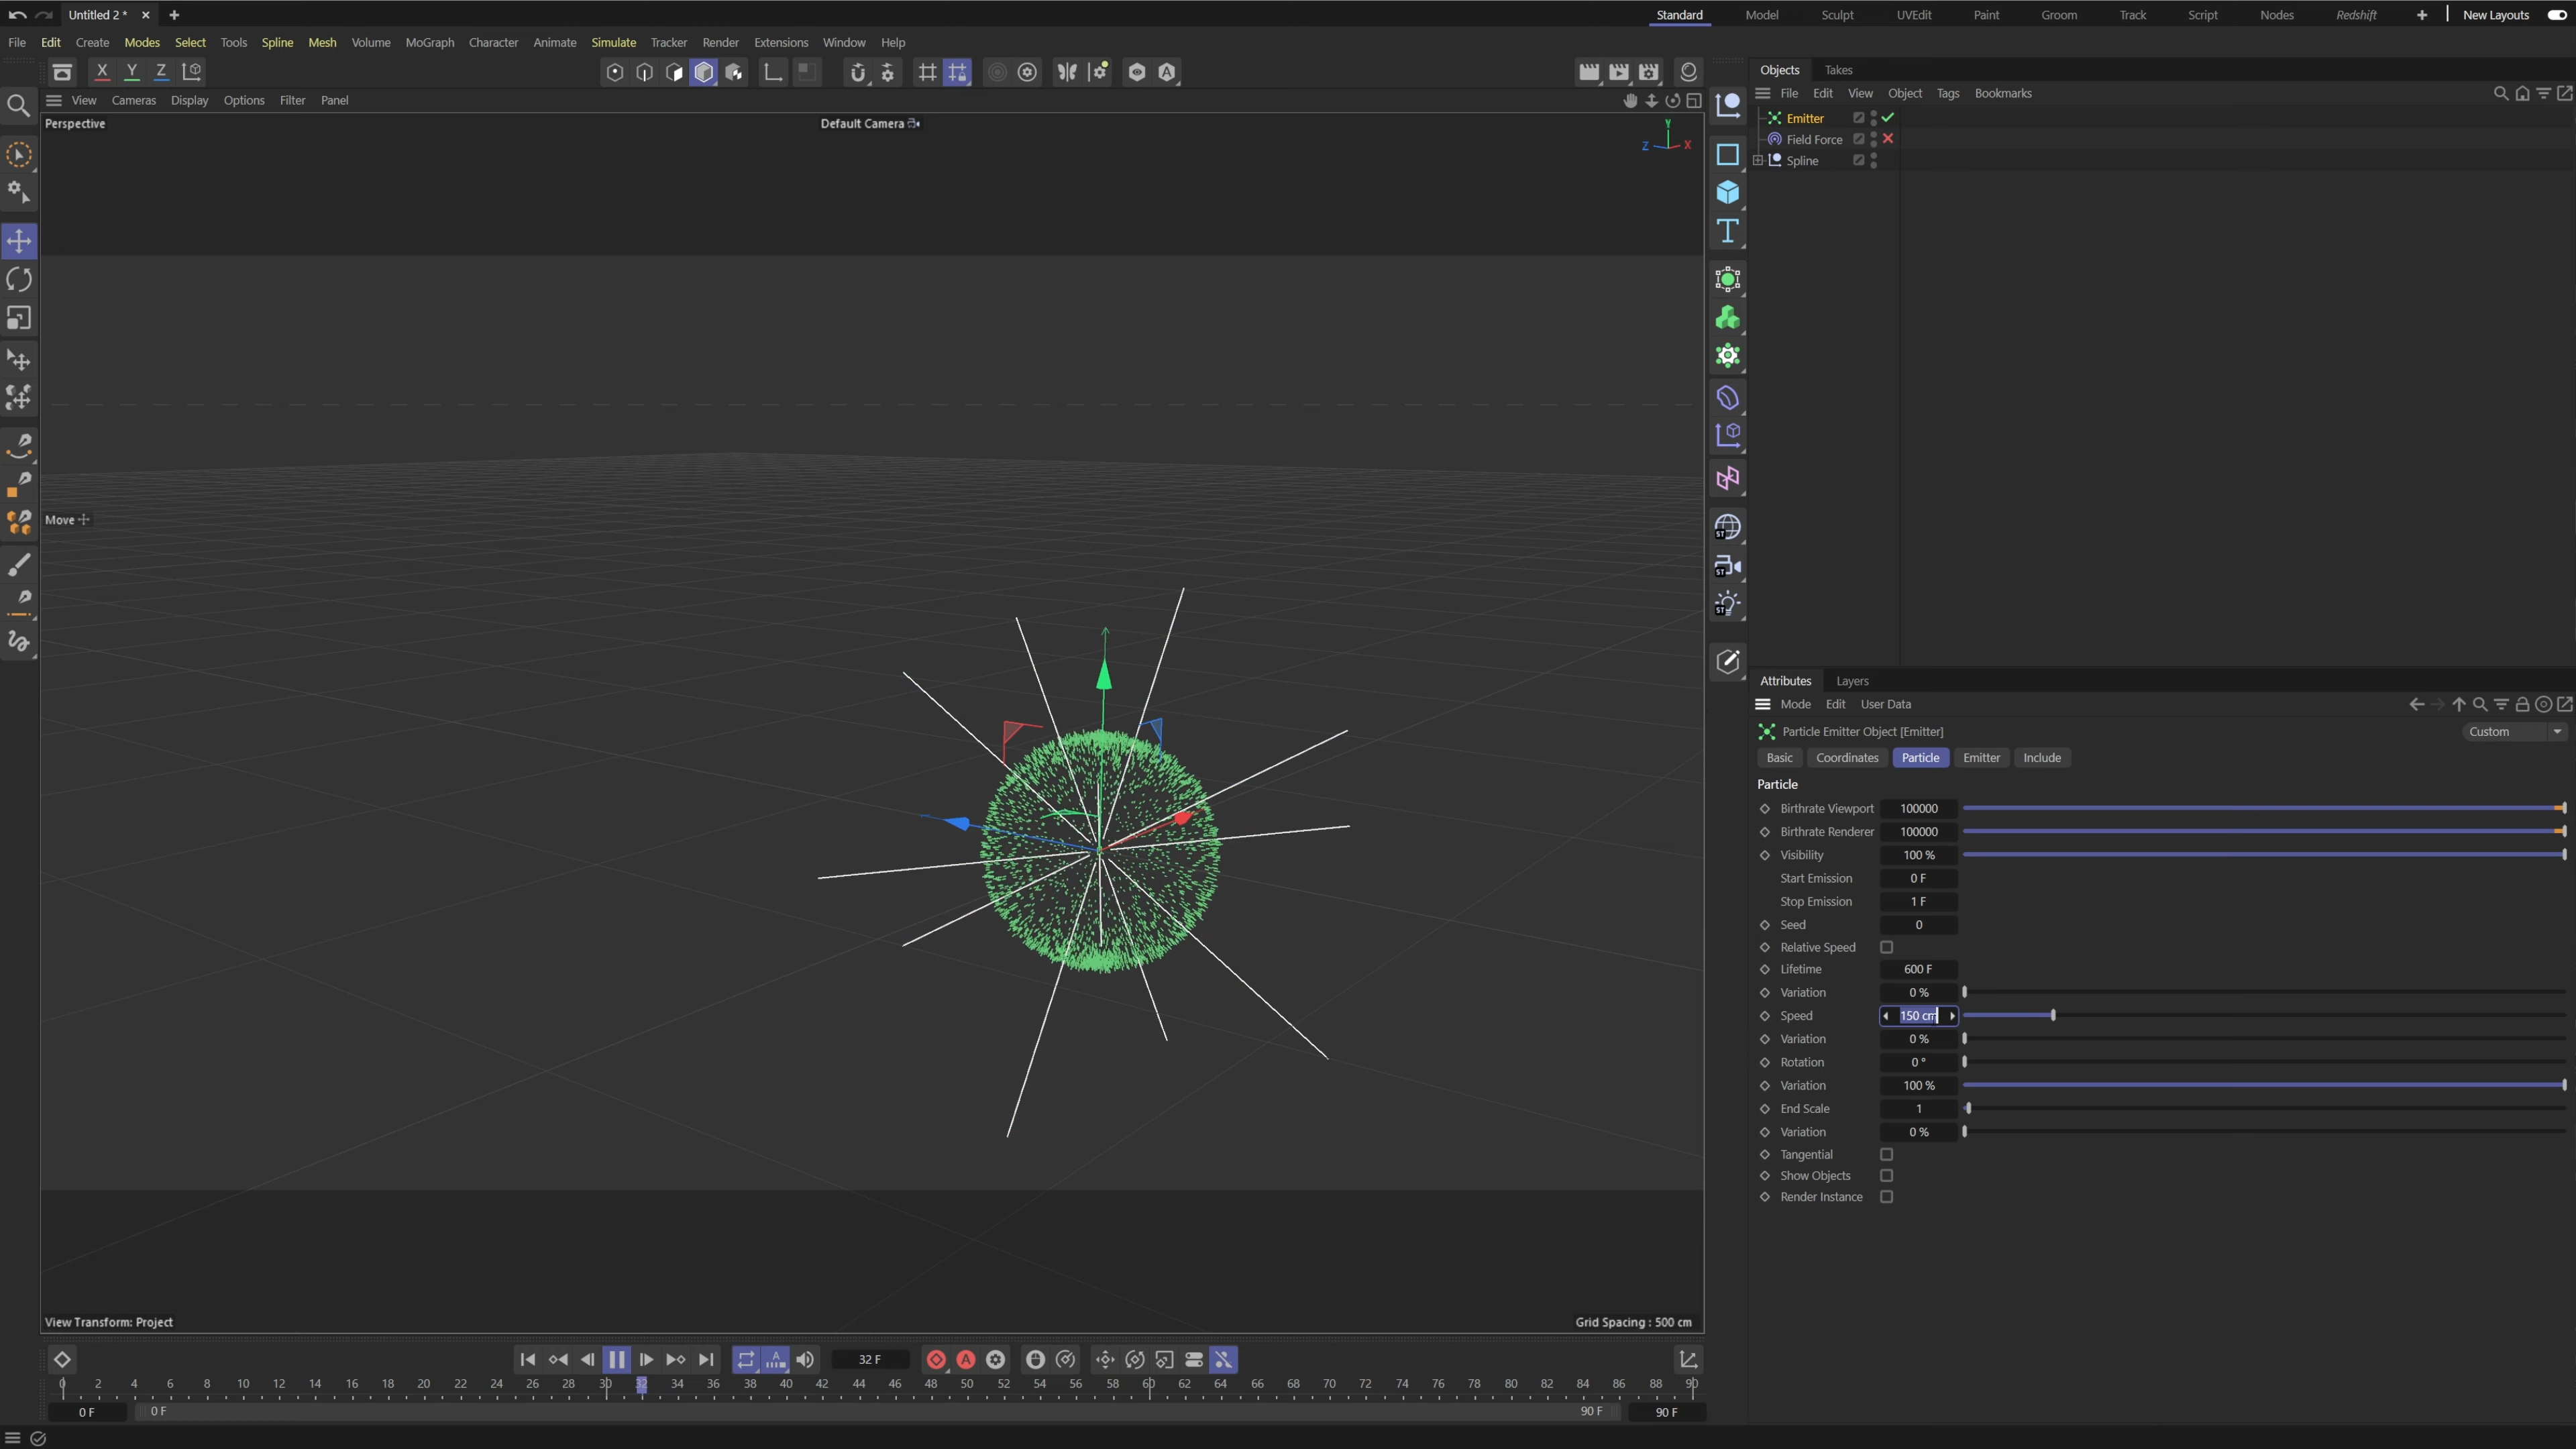 Untitled 2 *
Standard Model Sculpt UVEdit Paint Groom Track Script Nodes Redshift New Layouts
File Edit Create Modes Select Tools Spline Mesh Volume MoGraph Character Animate Simulate Tracker Render Extensions Window Help
X Y Z
Objects Takes
View Cameras Display Options Filter Panel
File Edit View Object Tags Bookmarks
Perspective
Default Camera
Y
Z X
Emitter
Field Force
Spline
Move
ST
ST
ST
Attributes Layers
Mode Edit User Data
Particle Emitter Object [Emitter]
Custom
Basic Coordinates Particle Emitter Include
Particle
Birthrate Viewport 100000
Birthrate Renderer 100000
Visibility 100 %
Start Emission 0 F
Stop Emission 1 F
Seed 0
Relative Speed
Lifetime 600 F
Variation 0 %
Speed 150 cm
Variation 0 %
Rotation 0 °
Variation 100 %
End Scale 1
Variation 0 %
Tangential
Show Objects
Render Instance
View Transform: Project
Grid Spacing : 500 cm
32 F
0 2 4 6 8 10 12 14 16 18 20 22 24 26 28 30 32 34 36 38 40 42 44 46 48 50 52 54 56 58 60 62 64 66 68 70 72 74 76 78 80 82 84 86 88 90
0 F 0 F 90 F 90 F